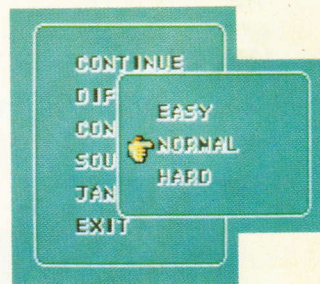 CONTINUE
DIF
CON
SOU
JAN
EXIT
EASY
NORMAL
HARD